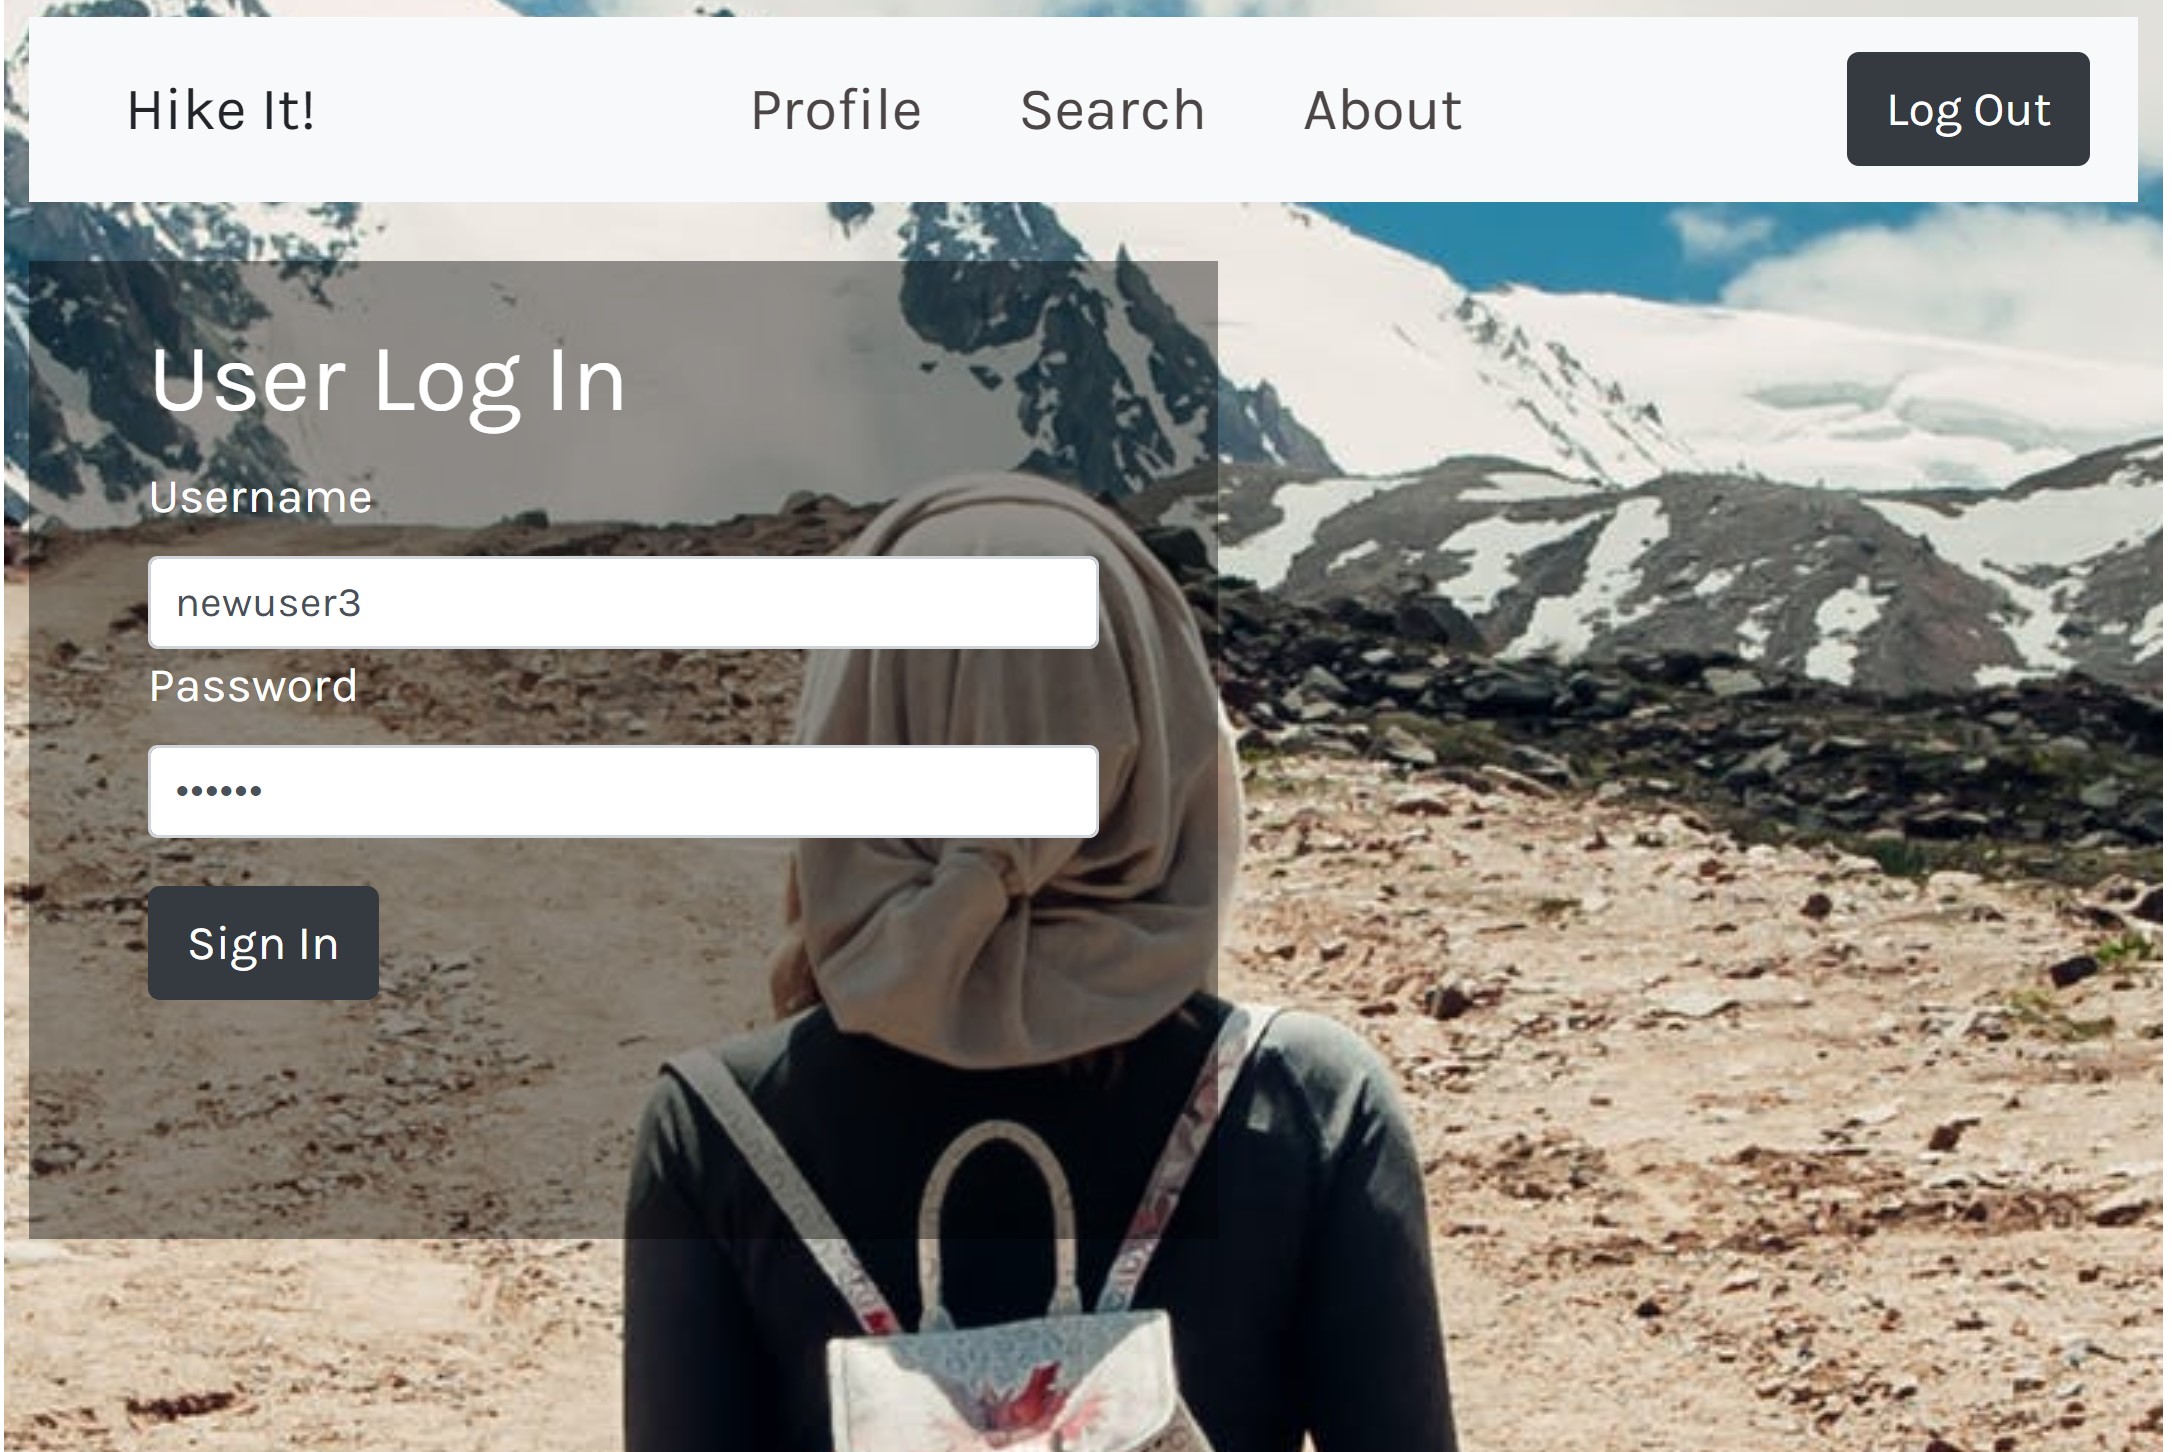 Hike It! Profile Search About Log Out
User Log In
Username
newuser3
Password
••••••
Sign In